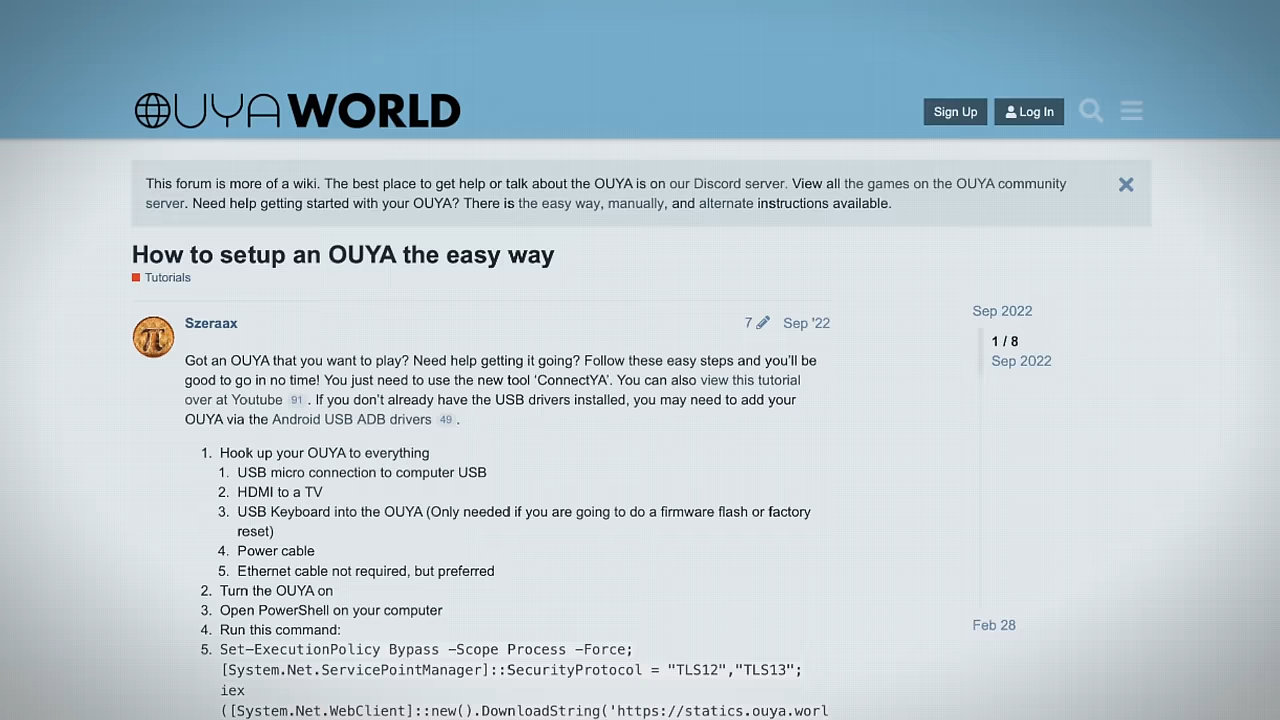 OUYA WORLD
Sign Up
Log In
This forum is more of a wiki. The best place to get help or talk about the OUYA is on our Discord server. View all the games on the OUYA community
server. Need help getting started with your OUYA? There is the easy way, manually, and alternate instructions available.
How to setup an OUYA the easy way
Tutorials
Szeraax
7
Sep '22
Got an OUYA that you want to play? Need help getting it going? Follow these easy steps and you'll be
good to go in no time! You just need to use the new tool 'ConnectYA'. You can also view this tutorial
over at Youtube 91 . If you don't already have the USB drivers installed, you may need to add your
OUYA via the Android USB ADB drivers 49 .
1. Hook up your OUYA to everything
1. USB micro connection to computer USB
2. HDMI to a TV
3. USB Keyboard into the OUYA (Only needed if you are going to do a firmware flash or factory
reset)
4. Power cable
5. Ethernet cable not required, but preferred
2. Turn the OUYA on
3. Open PowerShell on your computer
4. Run this command:
5. Set-ExecutionPolicy Bypass -Scope Process -Force;
[System.Net.ServicePointManager]::SecurityProtocol = "TLS12","TLS13";
iex
([System.Net.WebClient]::new().DownloadString('https://statics.ouya.worl
Sep 2022
1 / 8
Sep 2022
Feb 28